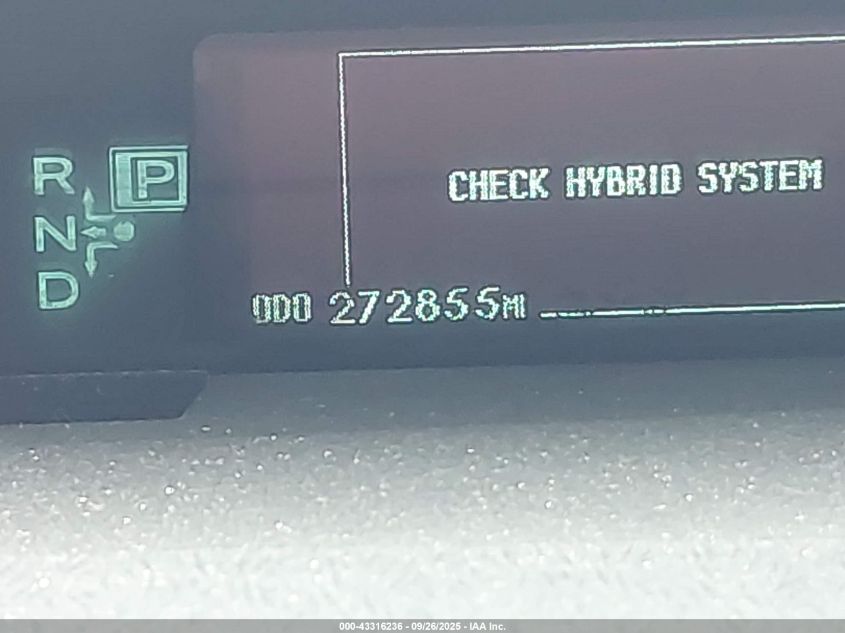 R P
N
D
CHECK HYBRID SYSTEM
ODO 272855MI
000-43316236 - 09/26/2025 - IAA Inc.